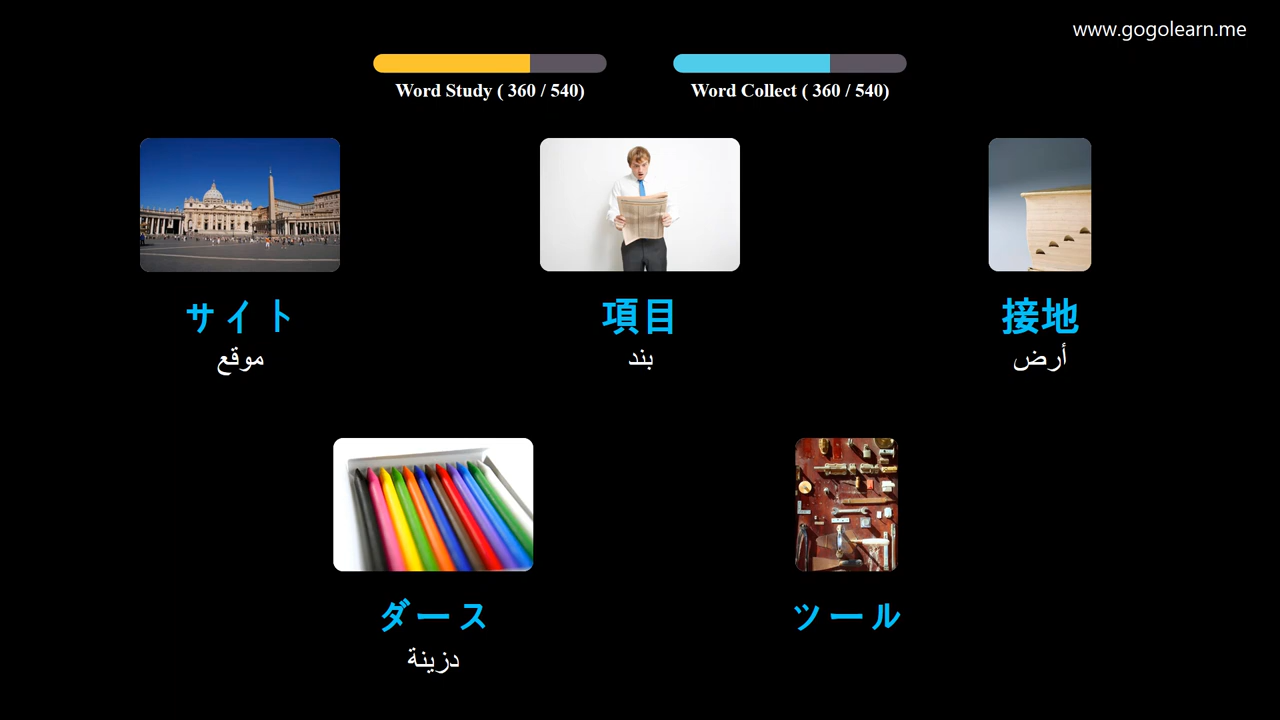 www.gogolearn.me
Word Study ( 360 / 540)
Word Collect ( 360 / 540)
サイト
موقع
項目
بند
接地
أرض
ダース
دزينة
ツール